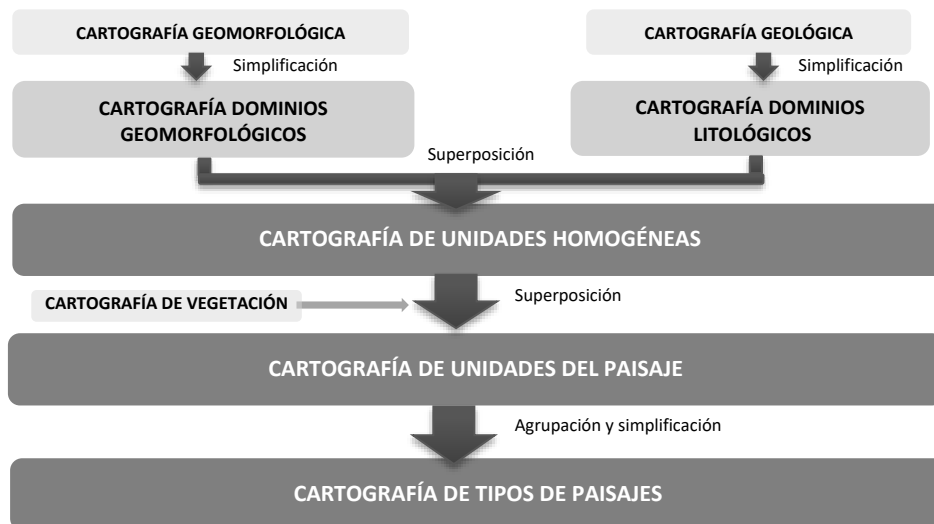 CARTOGRAFÍA GEOMORFOLÓGICA
CARTOGRAFÍA GEOLÓGICA
Simplificación
Simplificación
CARTOGRAFÍA DOMINIOS
GEOMORFOLÓGICOS
CARTOGRAFÍA DOMINIOS
LITOLÓGICOS
Superposición
CARTOGRAFÍA DE UNIDADES HOMOGÉNEAS
CARTOGRAFÍA DE VEGETACIÓN
Superposición
CARTOGRAFÍA DE UNIDADES DEL PAISAJE
Agrupación y simplificación
CARTOGRAFÍA DE TIPOS DE PAISAJES